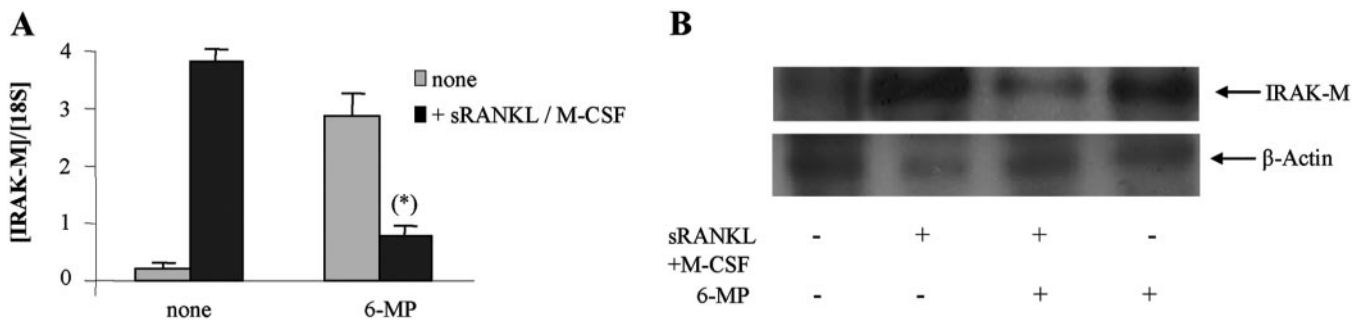 A
[IRAK-M]/[18S]
4
3
2
1
0
none
+ sRANKL / M-CSF
(*)
none 6-MP
B
IRAK-M
β-Actin
sRANKL - + + -
+M-CSF
6-MP - - + +